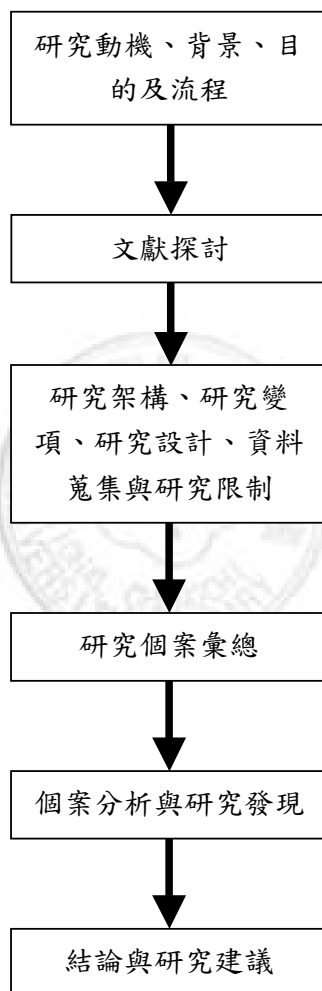 研究動機、背景、目
的及流程
文獻探討
研究架構、研究變
項、研究設計、資料
蒐集與研究限制
研究個案彙總
個案分析與研究發現
結論與研究建議